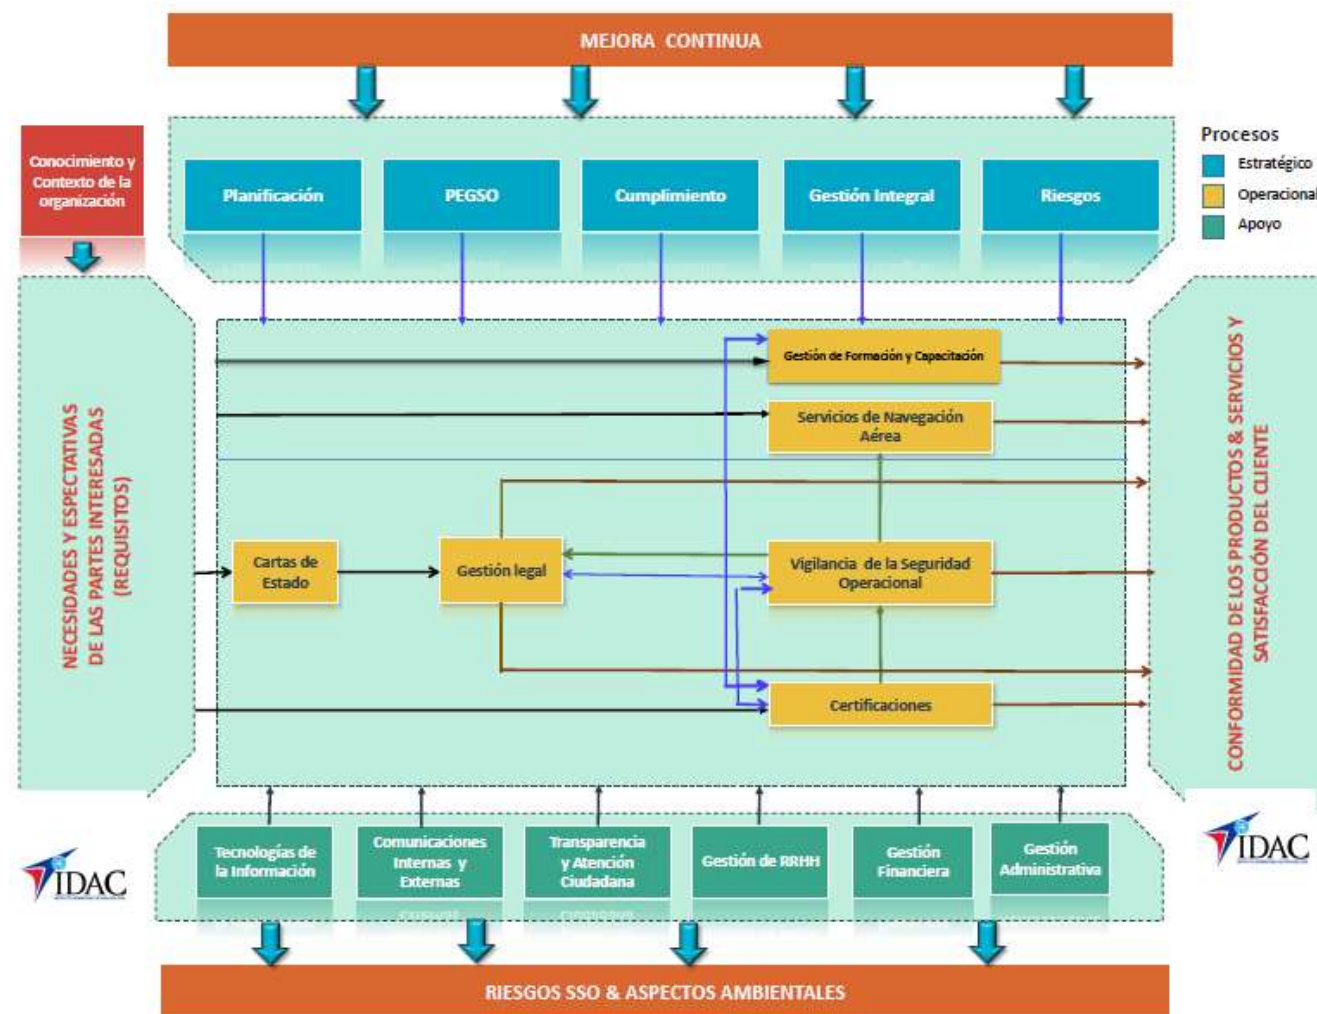 MEJORA CONTINUA
Conocimiento y
Contexto de la
organización
Planificación
PEGSO
Cumplimiento
Gestión Integral
Riesgos
Procesos
Estratégico
Operacional
Apoyo
NECESIDADES Y ESPECTATIVAS
DE LAS PARTES INTERESADAS
(REQUISITOS)
Gestión de Formación y Capacitación
Servicios de Navegación
Aérea
Cartas de
Estado
Gestión legal
Vigilancia de la Seguridad
Operacional
Certificaciones
CONFORMIDAD DE LOS PRODUCTOS & SERVICIOS Y
SATISFACCIÓN DEL CLIENTE
Tecnologías de
la Información
Comunicaciones
Internas y
Externas
Transparencia
y Atención
Ciudadana
Gestión de RRHH
Gestión
Financiera
Gestión
Administrativa
IDAC
IDAC
RIESGOS SSO & ASPECTOS AMBIENTALES